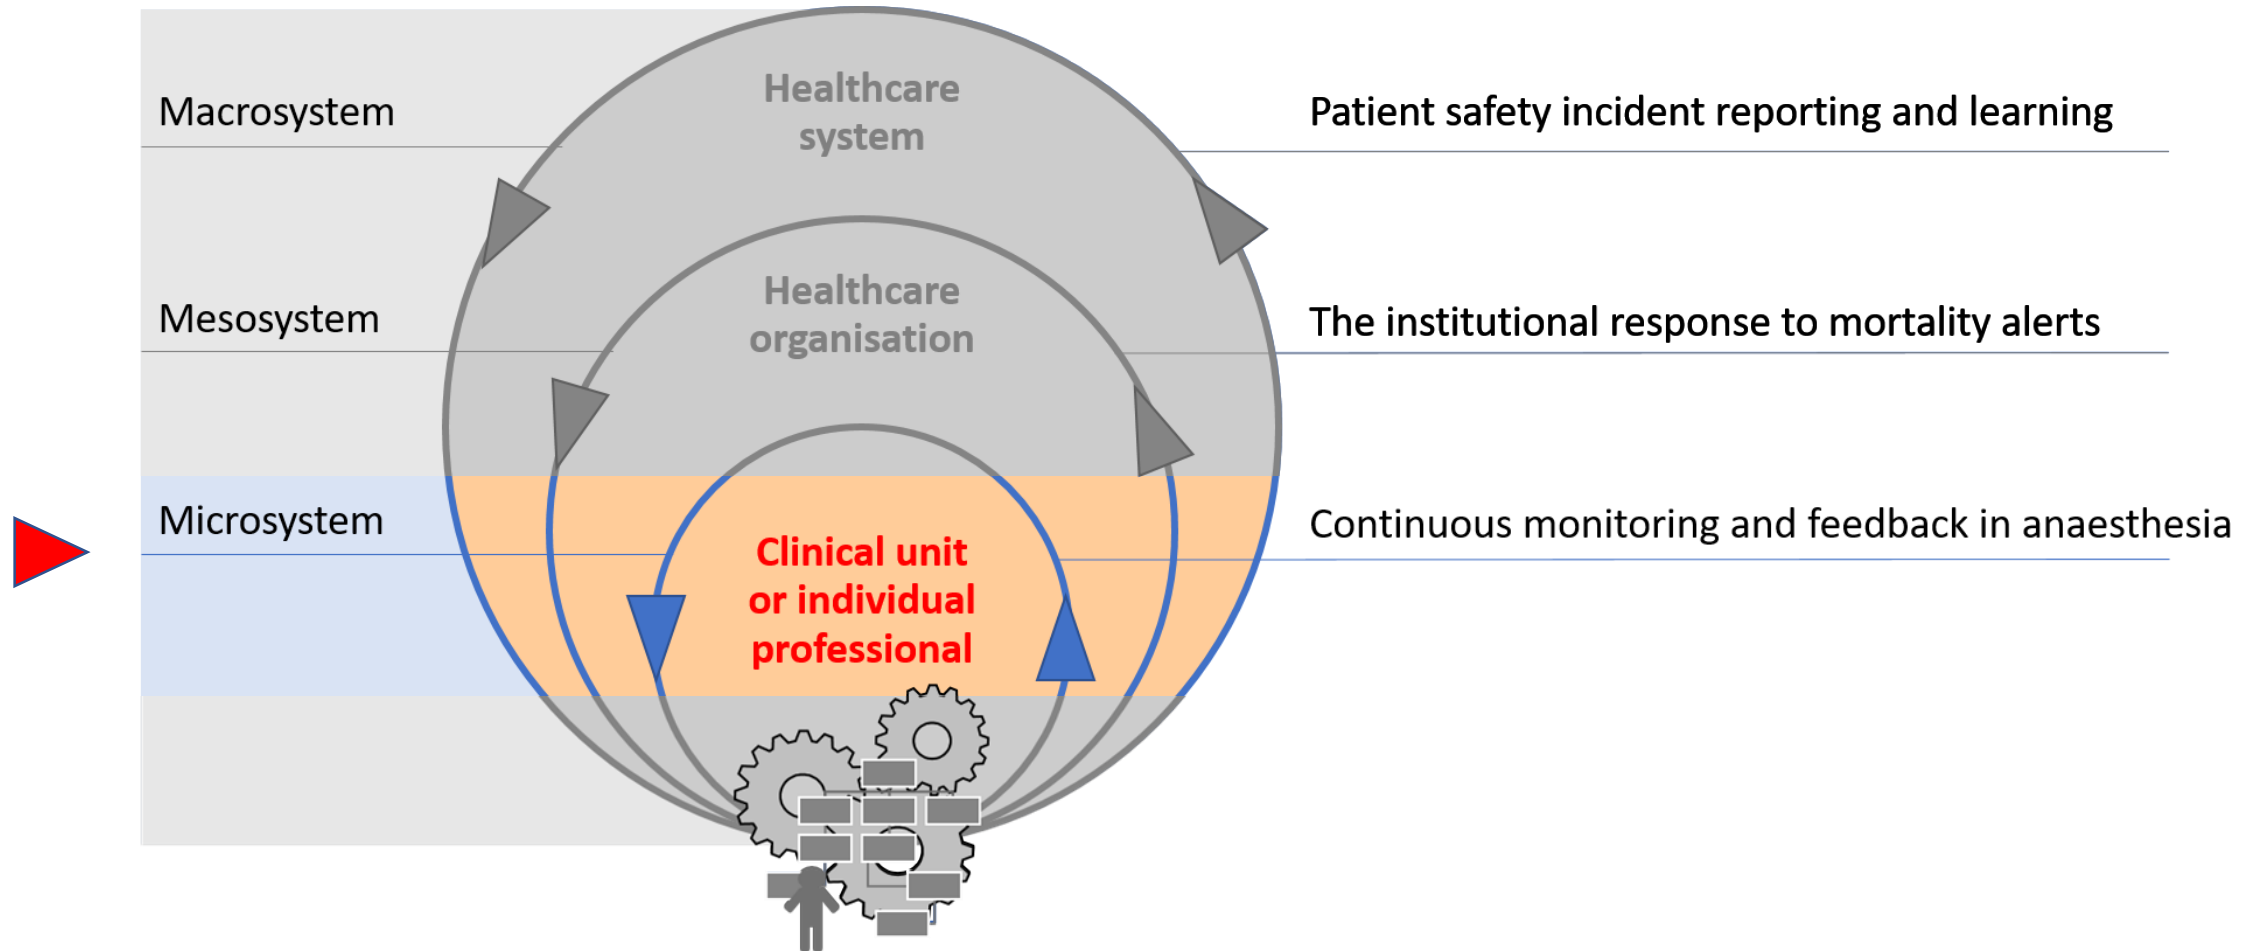 Macrosystem
Healthcare
system
Patient safety incident reporting and learning
Mesosystem
Healthcare
organisation
The institutional response to mortality alerts
Microsystem
Clinical unit
or individual
professional
Continuous monitoring and feedback in anaesthesia